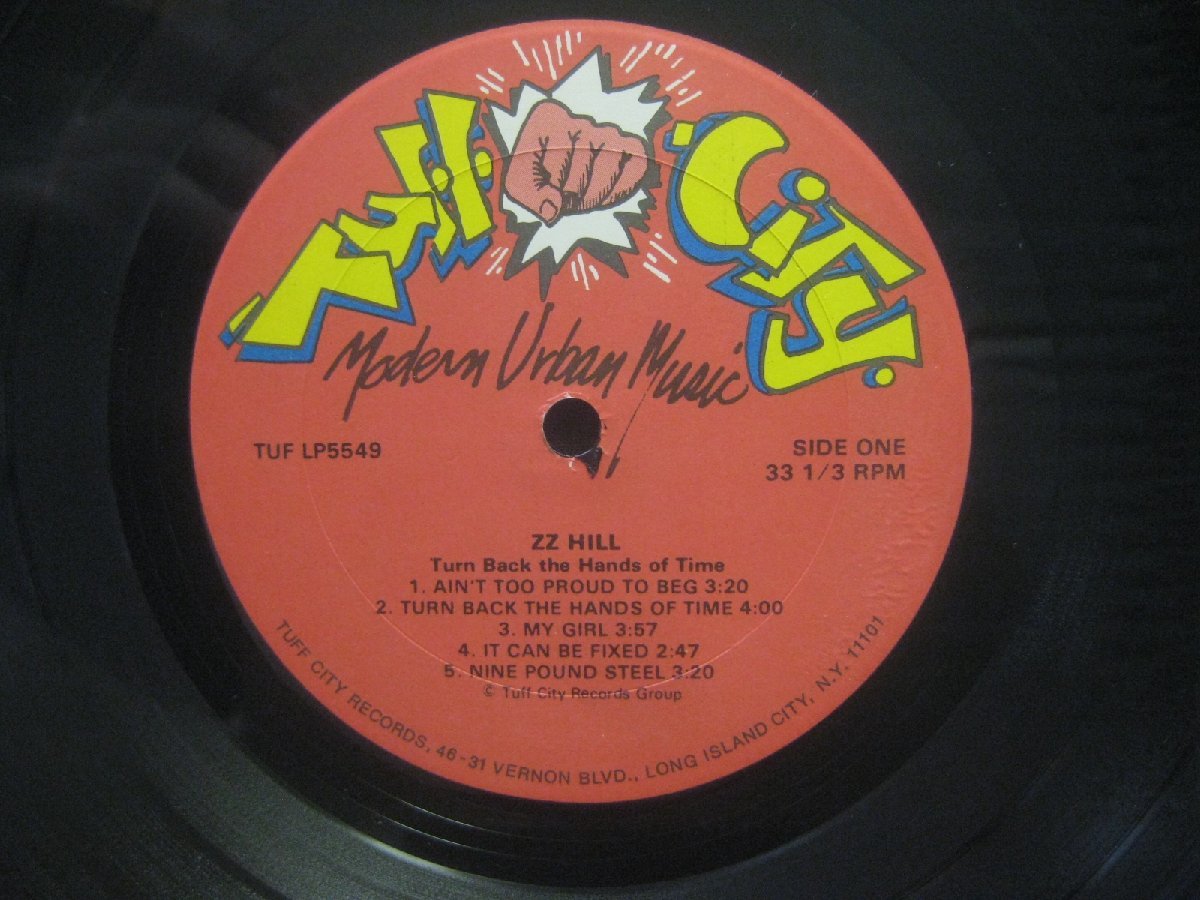 Tuff City
Modern Urban Music
TUF LP5549
SIDE ONE
33 1/3 RPM
ZZ HILL
Turn Back the Hands of Time
1. AIN'T TOO PROUD TO BEG 3:20
2. TURN BACK THE HANDS OF TIME 4:00
3. MY GIRL 3:57
4. IT CAN BE FIXED 2:47
5. NINE POUND STEEL 3:20
© Tuff City Records Group
TUFF CITY RECORDS, 46-31 VERNON BLVD., LONG ISLAND CITY, N.Y. 11101